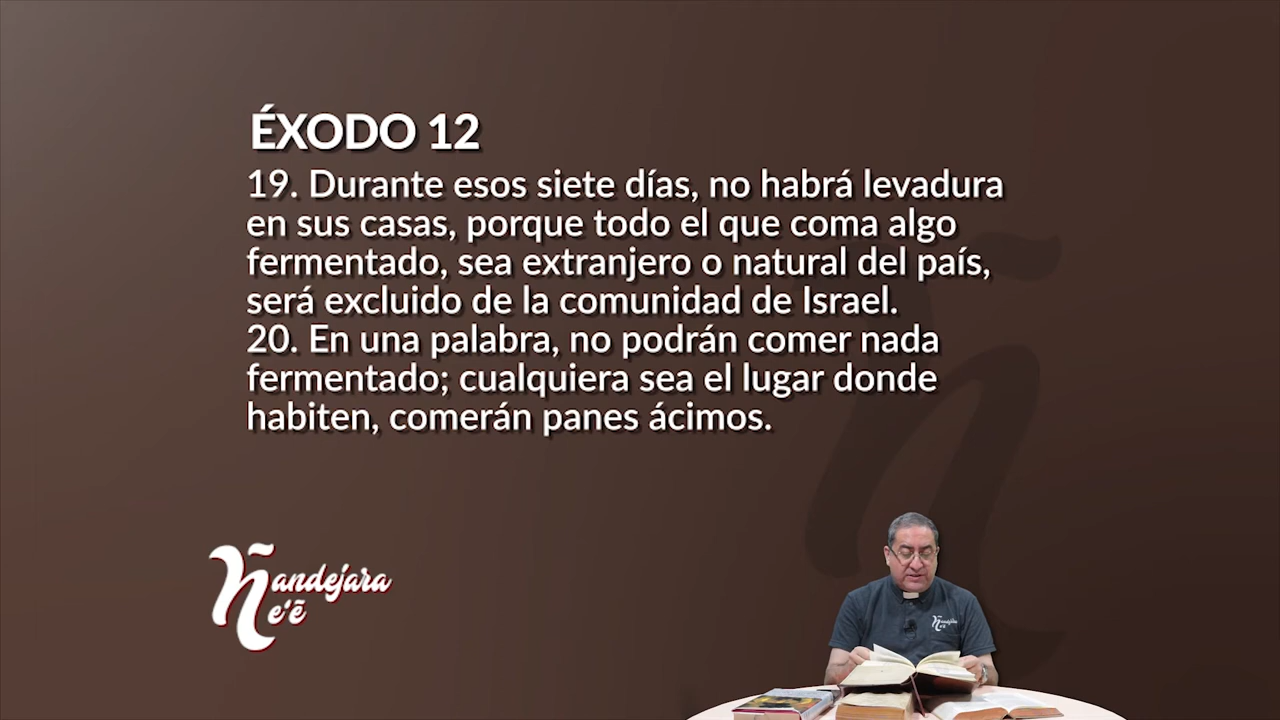 ÉXODO 12
19. Durante esos siete días, no habrá levadura
en sus casas, porque todo el que coma algo
fermentado, sea extranjero o natural del país,
será excluido de la comunidad de Israel.
20. En una palabra, no podrán comer nada
fermentado; cualquiera sea el lugar donde
habiten, comerán panes ácimos.
Ñandejara
Ñe'ẽ
Ñandejara
Ñe'ẽ